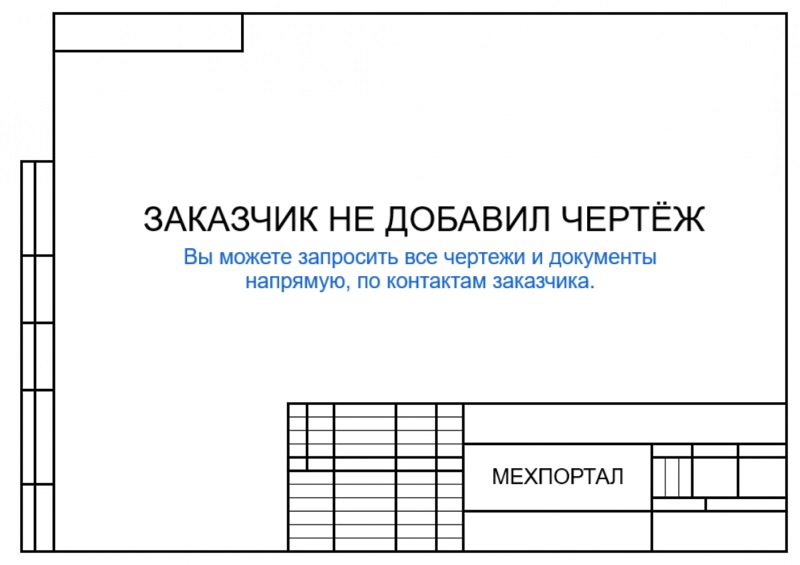 ЗАКАЗЧИК НЕ ДОБАВИЛ ЧЕРТЁЖ
Вы можете запросить все чертежи и документы
напрямую, по контактам заказчика.
МЕХПОРТАЛ